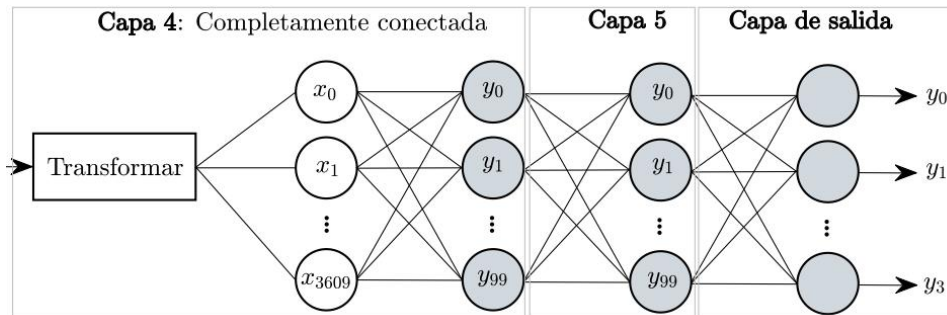 Capa 4: Completamente conectada
Capa 5
Capa de salida
Transformar
x0
x1
⋮
x3609
y0
y1
⋮
y99
y0
y1
⋮
y99
⋮
y0
y1
y3